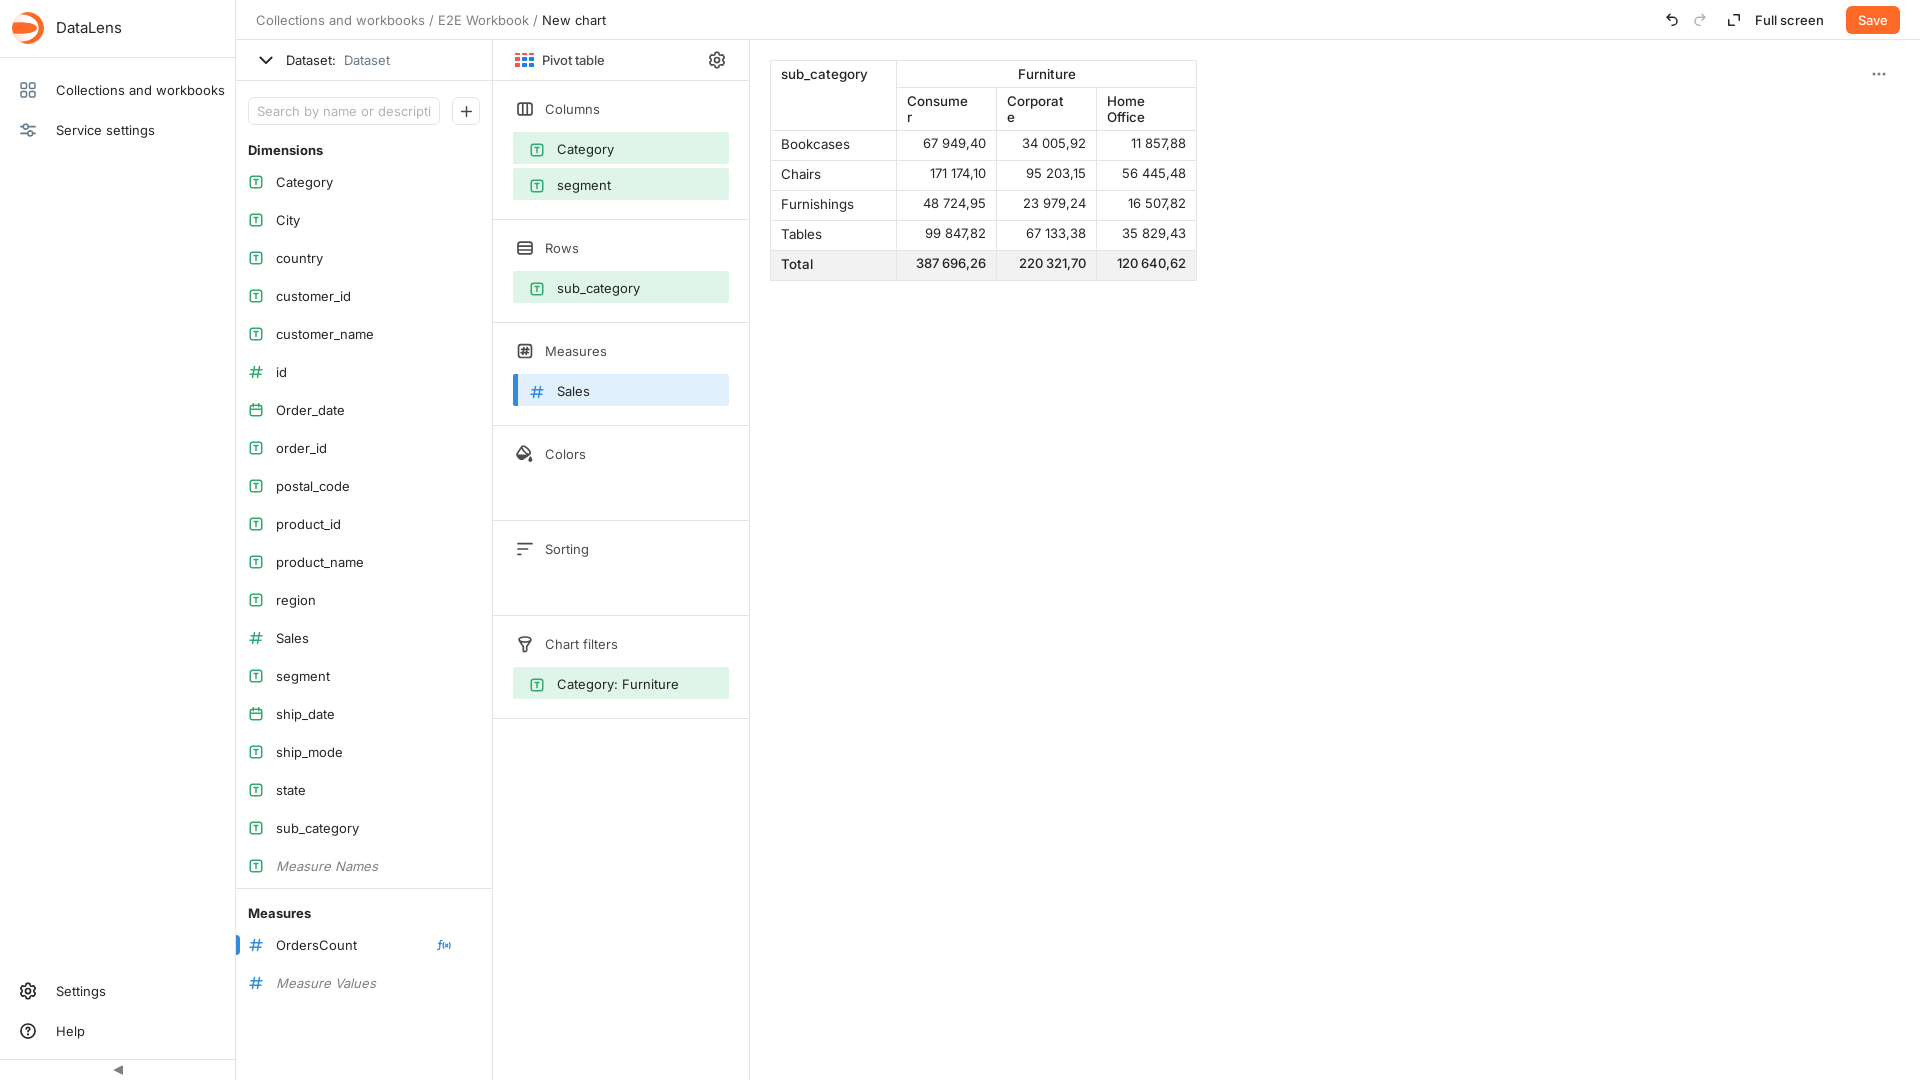 DataLens
Collections and workbooks
Service settings
Settings
Help
Collections and workbooks / E2E Workbook / New chart
Full screen
Save
Dataset: Dataset
Search by name or descripti
Dimensions
Category
City
country
customer_id
customer_name
id
Order_date
order_id
postal_code
product_id
product_name
region
Sales
segment
ship_date
ship_mode
state
sub_category
Measure Names
Measures
OrdersCount
f(x)
Measure Values
Pivot table
Columns
Category
segment
Rows
sub_category
Measures
Sales
Colors
Sorting
Chart filters
Category: Furniture
sub_category Furniture
Consume Corporat Home
r e Office
Bookcases 67 949,40 34 005,92 11 857,88
Chairs 171 174,10 95 203,15 56 445,48
Furnishings 48 724,95 23 979,24 16 507,82
Tables 99 847,82 67 133,38 35 829,43
Total 387 696,26 220 321,70 120 640,62